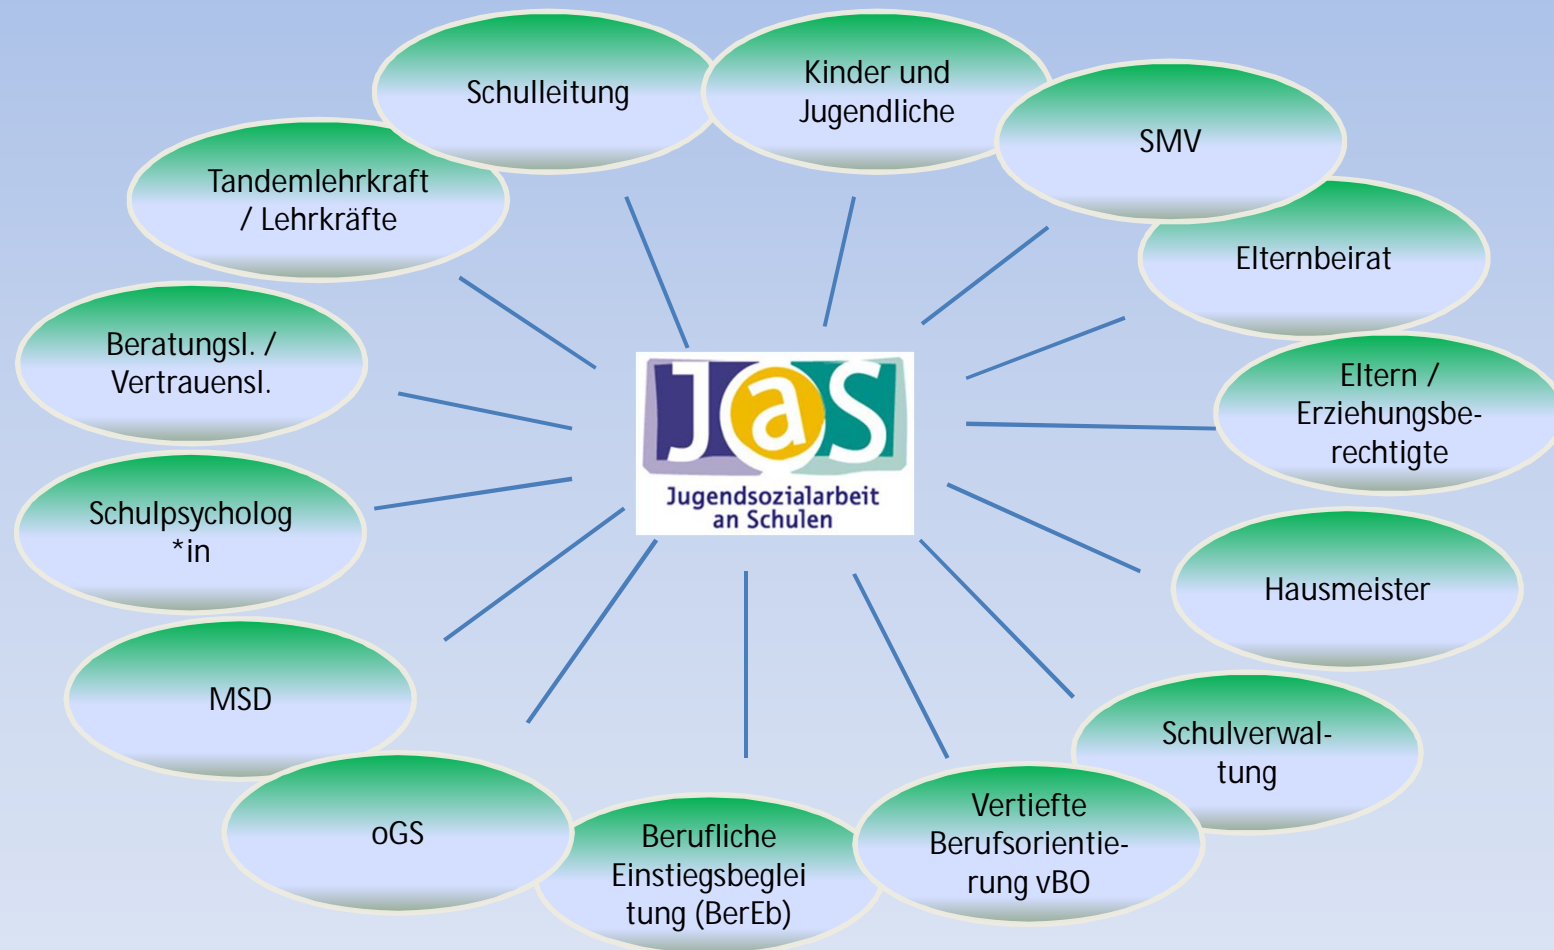 Schulleitung
Kinder und
Jugendliche
SMV
Tandemlehrkraft
/ Lehrkräfte
Elternbeirat
Beratungsl. /
Vertrauensl.
Eltern /
Erziehungsbe-
rechtigte
JaS
Jugendsozialarbeit
an Schulen
Schulpsycholog
*in
Hausmeister
MSD
Schulverwal-
tung
oGS
Berufliche
Einstiegsbeglei
tung (BerEb)
Vertiefte
Berufsorientie-
rung vBO